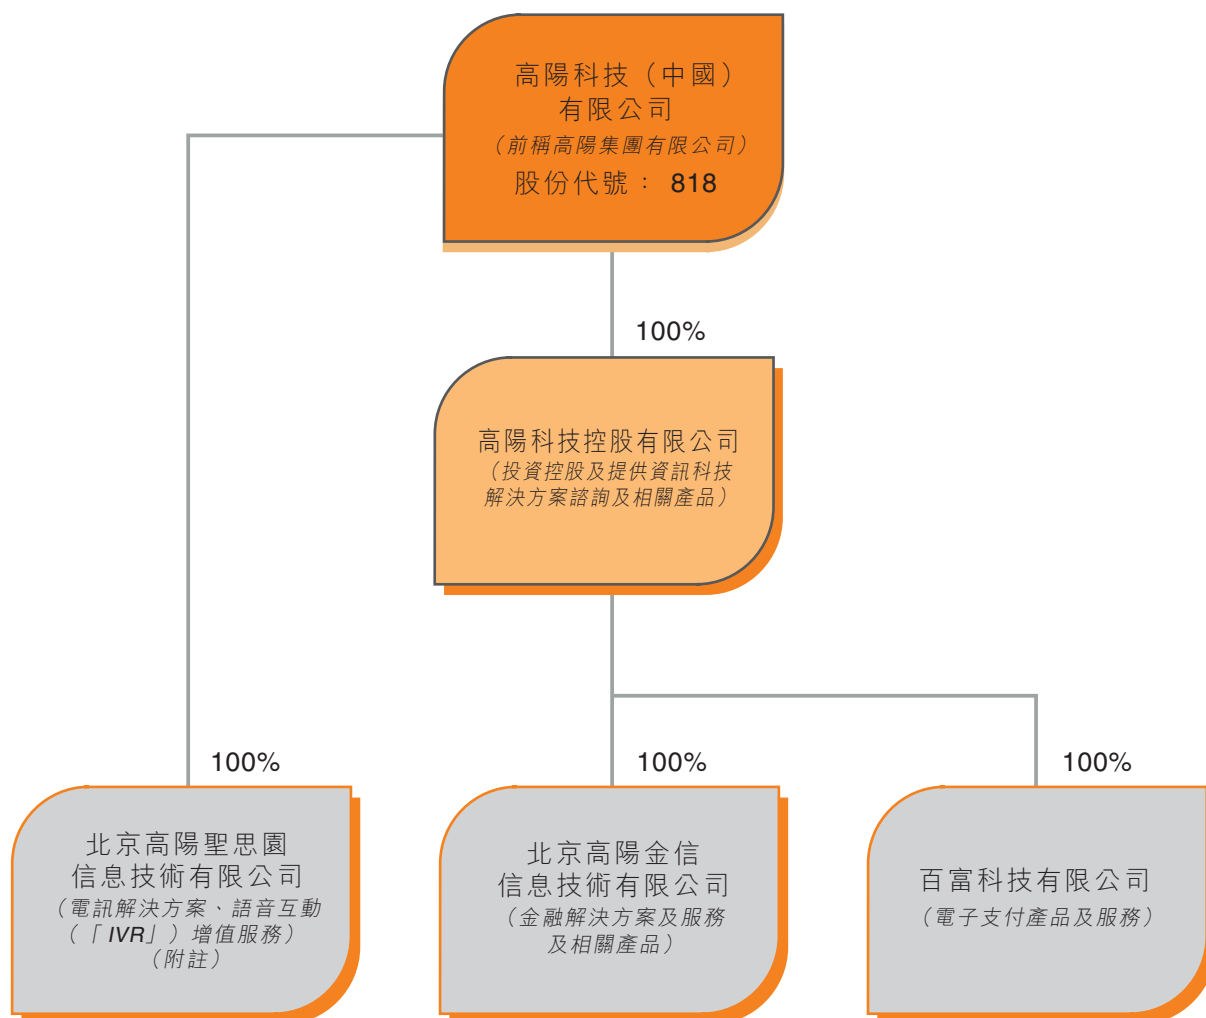 高陽科技（中國）
有限公司
（前稱高陽集團有限公司）
股份代號： 818
100%
高陽科技控股有限公司
（投資控股及提供資訊科技
解決方案諮詢及相關產品）
100%
100%
100%
北京高陽聖思園
信息技術有限公司
（電訊解決方案、語音互動
（「IVR」）增值服務）
（附註）
北京高陽金信
信息技術有限公司
（金融解決方案及服務
及相關產品）
百富科技有限公司
（電子支付產品及服務）